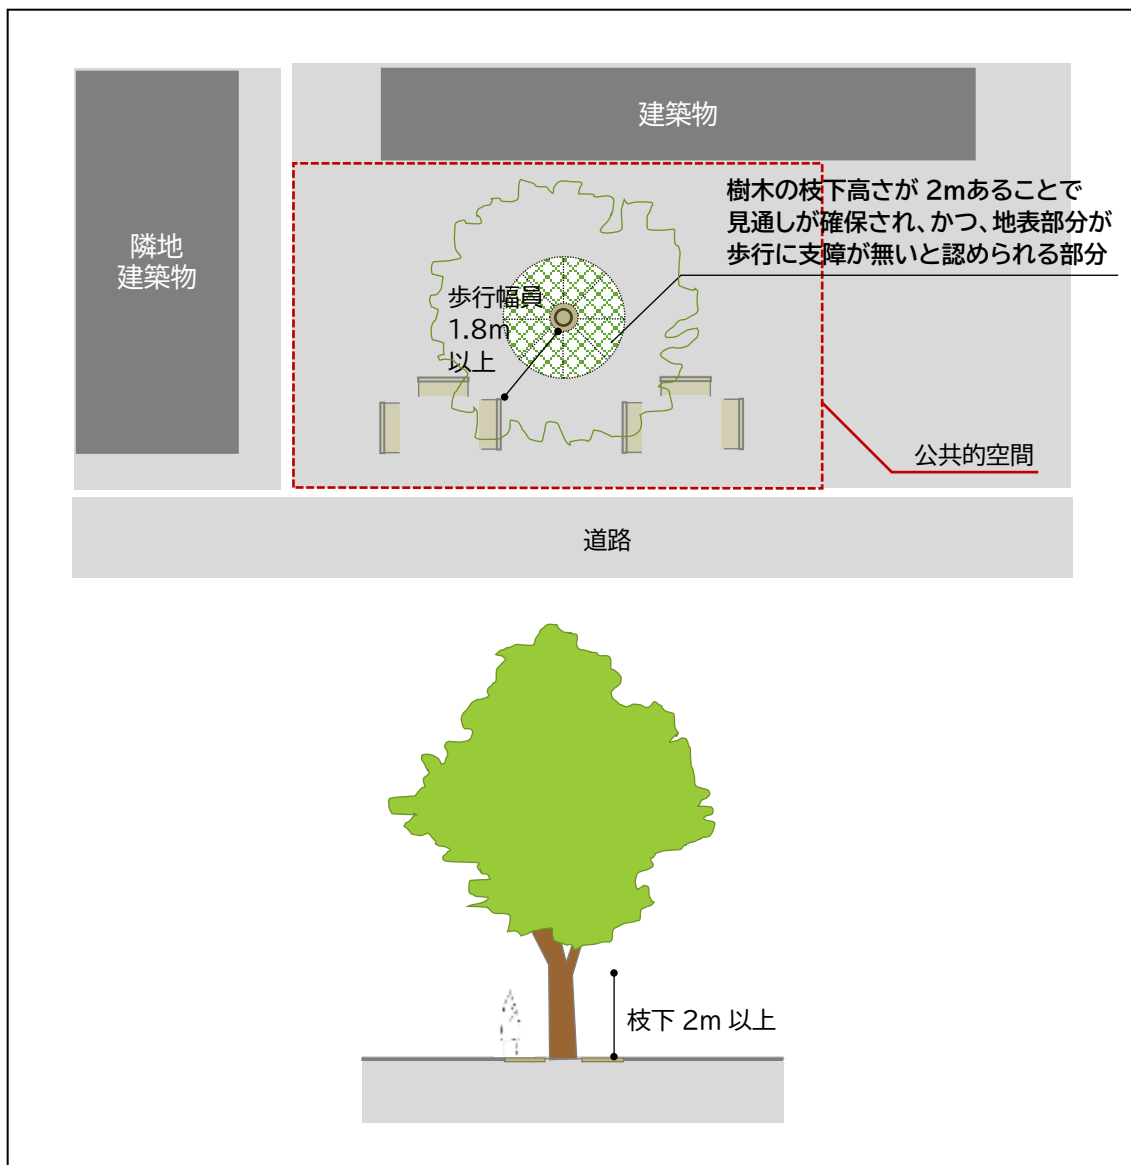 建築物
樹木の枝下高さが 2mあることで
見通しが確保され、かつ、地表部分が
歩行に支障が無いと認められる部分
隣地
建築物
歩行幅員
1.8m
以上
公共的空間
道路
枝下 2m 以上